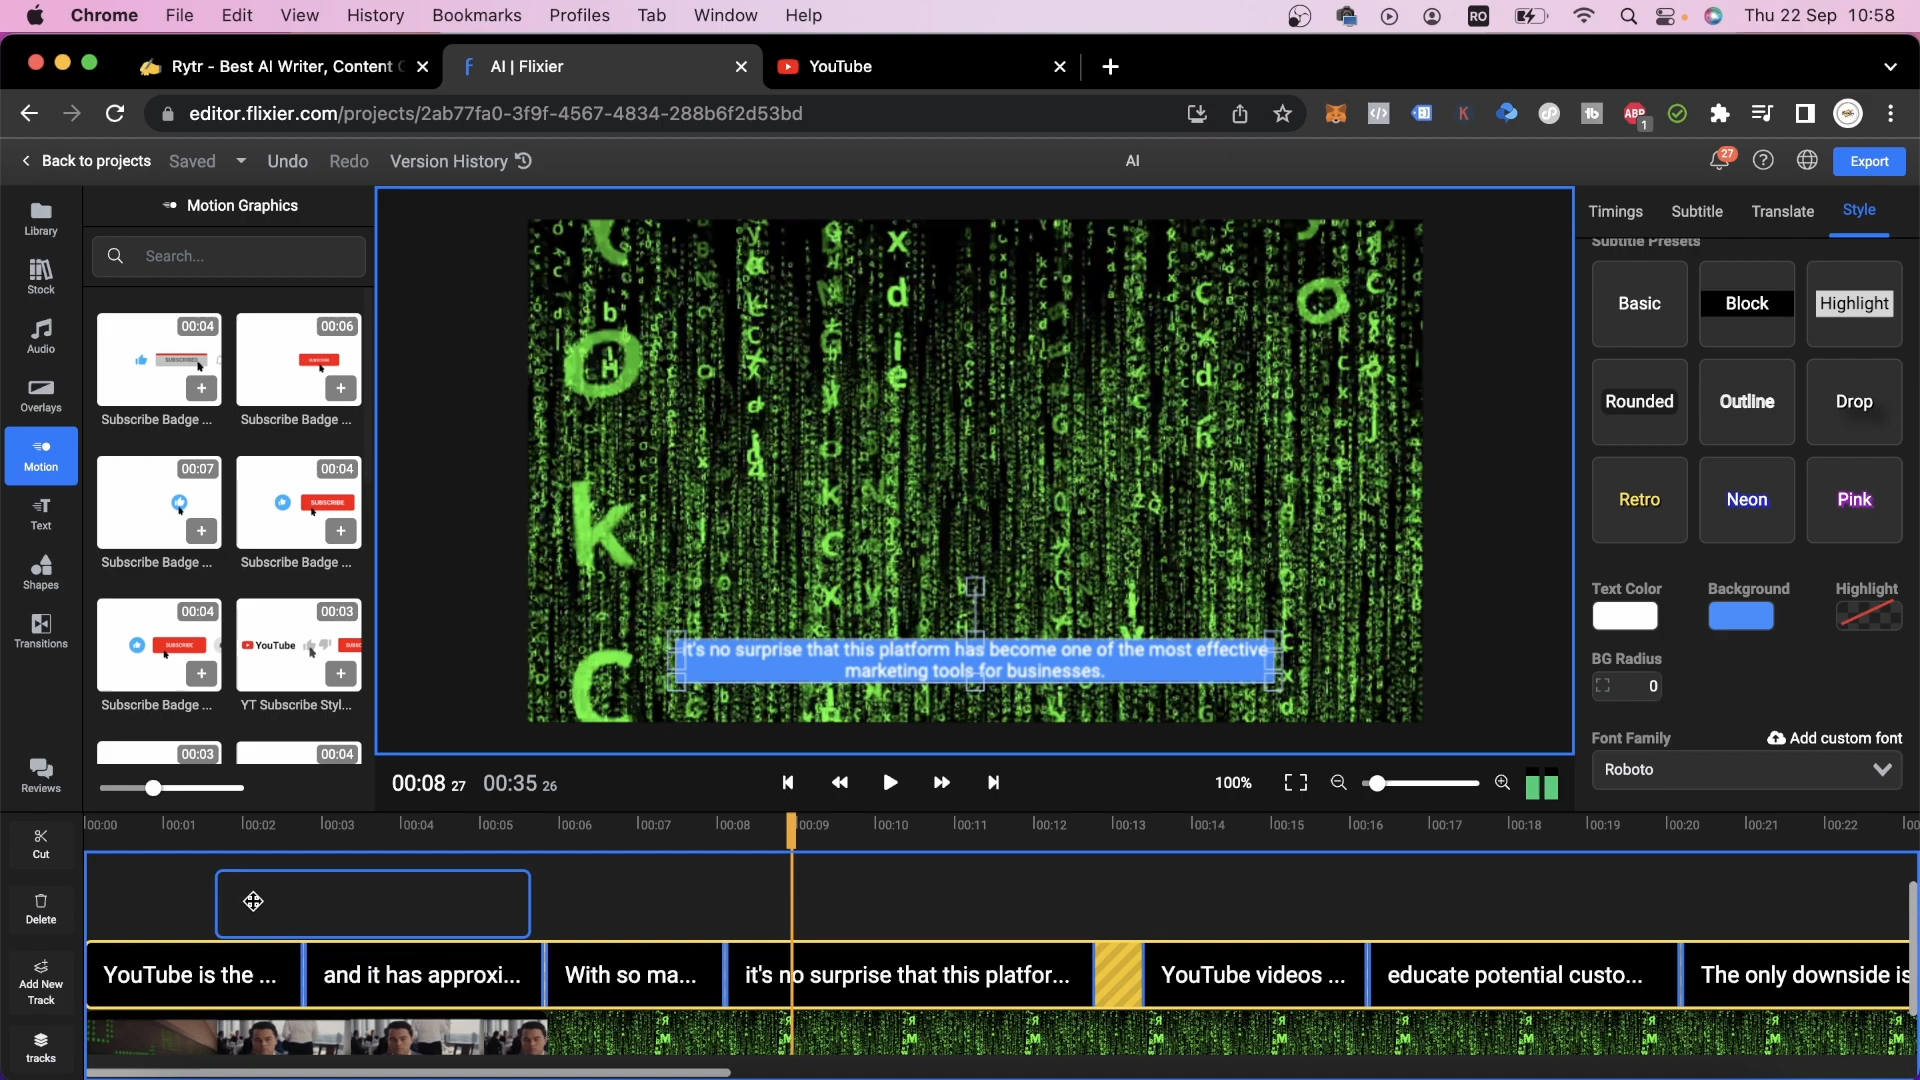 Chrome File Edit View History Bookmarks Profiles Tab Window Help RO Thu 22 Sep 10:58
Rytr - Best AI Writer, Content AI | Flixier YouTube
editor.flixier.com/projects/2ab77fa0-3f9f-4567-4834-288b6f2d53bd ABP 1
Back to projects Saved Undo Redo Version History AI 27 Export
Library
Stock
Audio
Overlays
Motion
Text
Shapes
Transitions
Reviews
Motion Graphics
Search...
00:04 00:06
SUBSCRIBED SUBSCRIBE
Subscribe Badge ... Subscribe Badge ...
00:07 00:04
SUBSCRIBE
Subscribe Badge ... Subscribe Badge ...
00:04 00:03
SUBSCRIBE YouTube
Subscribe Badge ... YT Subscribe Styl...
00:03 00:04
it's no surprise that this platform has become one of the most effective
marketing tools for businesses.
Timings Subtitle Translate Style
Subtitle Presets
Basic Block Highlight
Rounded Outline Drop
Retro Neon Pink
Text Color Background Highlight
BG Radius
0
Font Family Add custom font
Roboto
00:08 27 00:35 26 100%
00:00 00:01 00:02 00:03 00:04 00:05 00:06 00:07 00:08 00:09 00:10 00:11 00:12 00:13 00:14 00:15 00:16 00:17 00:18 00:19 00:20 00:21 00:22
Cut
Delete
Add New
Track
tracks
YouTube is the ... and it has approxi... With so ma... it's no surprise that this platfor... YouTube videos ... educate potential custo... The only downside is